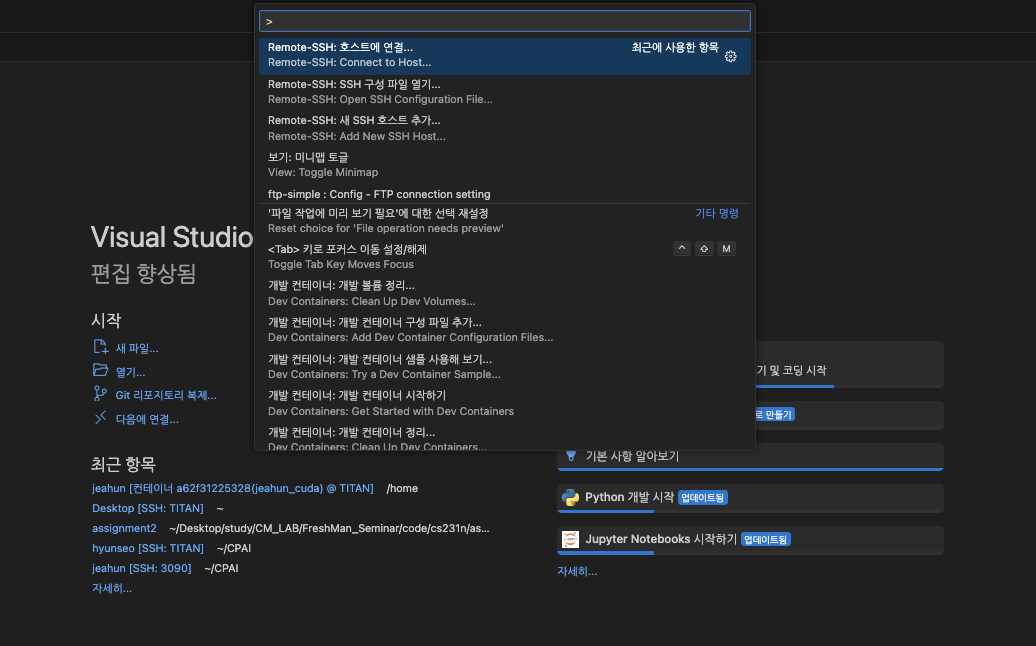 >
Remote-SSH: 호스트에 연결... 최근에 사용한 항목
Remote-SSH: Connect to Host...
Remote-SSH: SSH 구성 파일 열기...
Remote-SSH: Open SSH Configuration File...
Remote-SSH: 새 SSH 호스트 추가...
Remote-SSH: Add New SSH Host...
보기: 미니맵 토글
View: Toggle Minimap
ftp-simple : Config - FTP connection setting
'파일 작업에 미리 보기 필요'에 대한 선택 재설정 기타 명령
Reset choice for 'File operation needs preview'
<Tab> 키로 포커스 이동 설정/해제 ^ ⇧ M
Toggle Tab Key Moves Focus
개발 컨테이너: 개발 볼륨 정리...
Dev Containers: Clean Up Dev Volumes...
개발 컨테이너: 개발 컨테이너 구성 파일 추가...
Dev Containers: Add Dev Container Configuration Files...
개발 컨테이너: 개발 컨테이너 샘플 사용해 보기...
Dev Containers: Try a Dev Container Sample...
개발 컨테이너: 개발 컨테이너 시작하기
Dev Containers: Get Started with Dev Containers
개발 컨테이너: 개발 컨테이너 정리...
Dev Containers: Clean Up Dev Containers...
Visual Studio
편집 향상됨
시작
새 파일...
열기...
Git 리포지토리 복제...
다음에 연결...
최근 항목
jeahun [컨테이너 a62f31225328(jeahun_cuda) @ TITAN] /home
Desktop [SSH: TITAN] ~
assignment2 ~/Desktop/study/CM_LAB/FreshMan_Seminar/code/cs231n/as...
hyunseo [SSH: TITAN] ~/CPAI
jeahun [SSH: 3090] ~/CPAI
자세히...
기 및 코딩 시작
로 만들기
기본 사항 알아보기
Python 개발 시작 업데이트됨
Jupyter Notebooks 시작하기 업데이트됨
자세히...